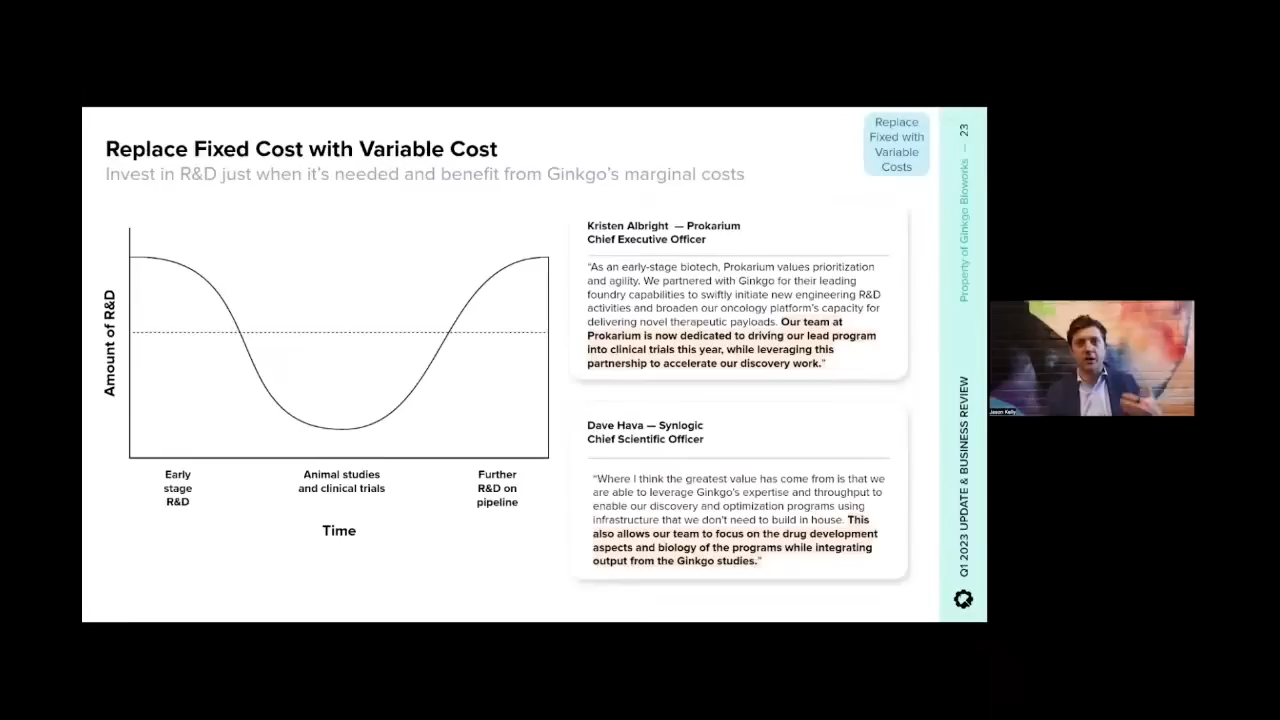 Replace Fixed Cost with Variable Cost
Invest in R&D just when it's needed and benefit from Ginkgo's marginal costs
Replace
Fixed with
Variable
Costs
Amount of R&D
Early
stage
R&D
Animal studies
and clinical trials
Further
R&D on
pipeline
Time
Kristen Albright — Prokarium
Chief Executive Officer
“As an early-stage biotech, Prokarium values prioritization
and agility. We partnered with Ginkgo for their leading
foundry capabilities to swiftly initiate new engineering R&D
activities and broaden our oncology platform's capacity for
delivering novel therapeutic payloads. Our team at
Prokarium is now dedicated to driving our lead program
into clinical trials this year, while leveraging this
partnership to accelerate our discovery work.”
Dave Hava — Synlogic
Chief Scientific Officer
“Where I think the greatest value has come from is that we
are able to leverage Ginkgo's expertise and throughput to
enable our discovery and optimization programs using
infrastructure that we don't need to build in house. This
also allows our team to focus on the drug development
aspects and biology of the programs while integrating
output from the Ginkgo studies.”
Property of Ginkgo Bioworks — 23
Q1 2023 UPDATE & BUSINESS REVIEW
Jason Kelly